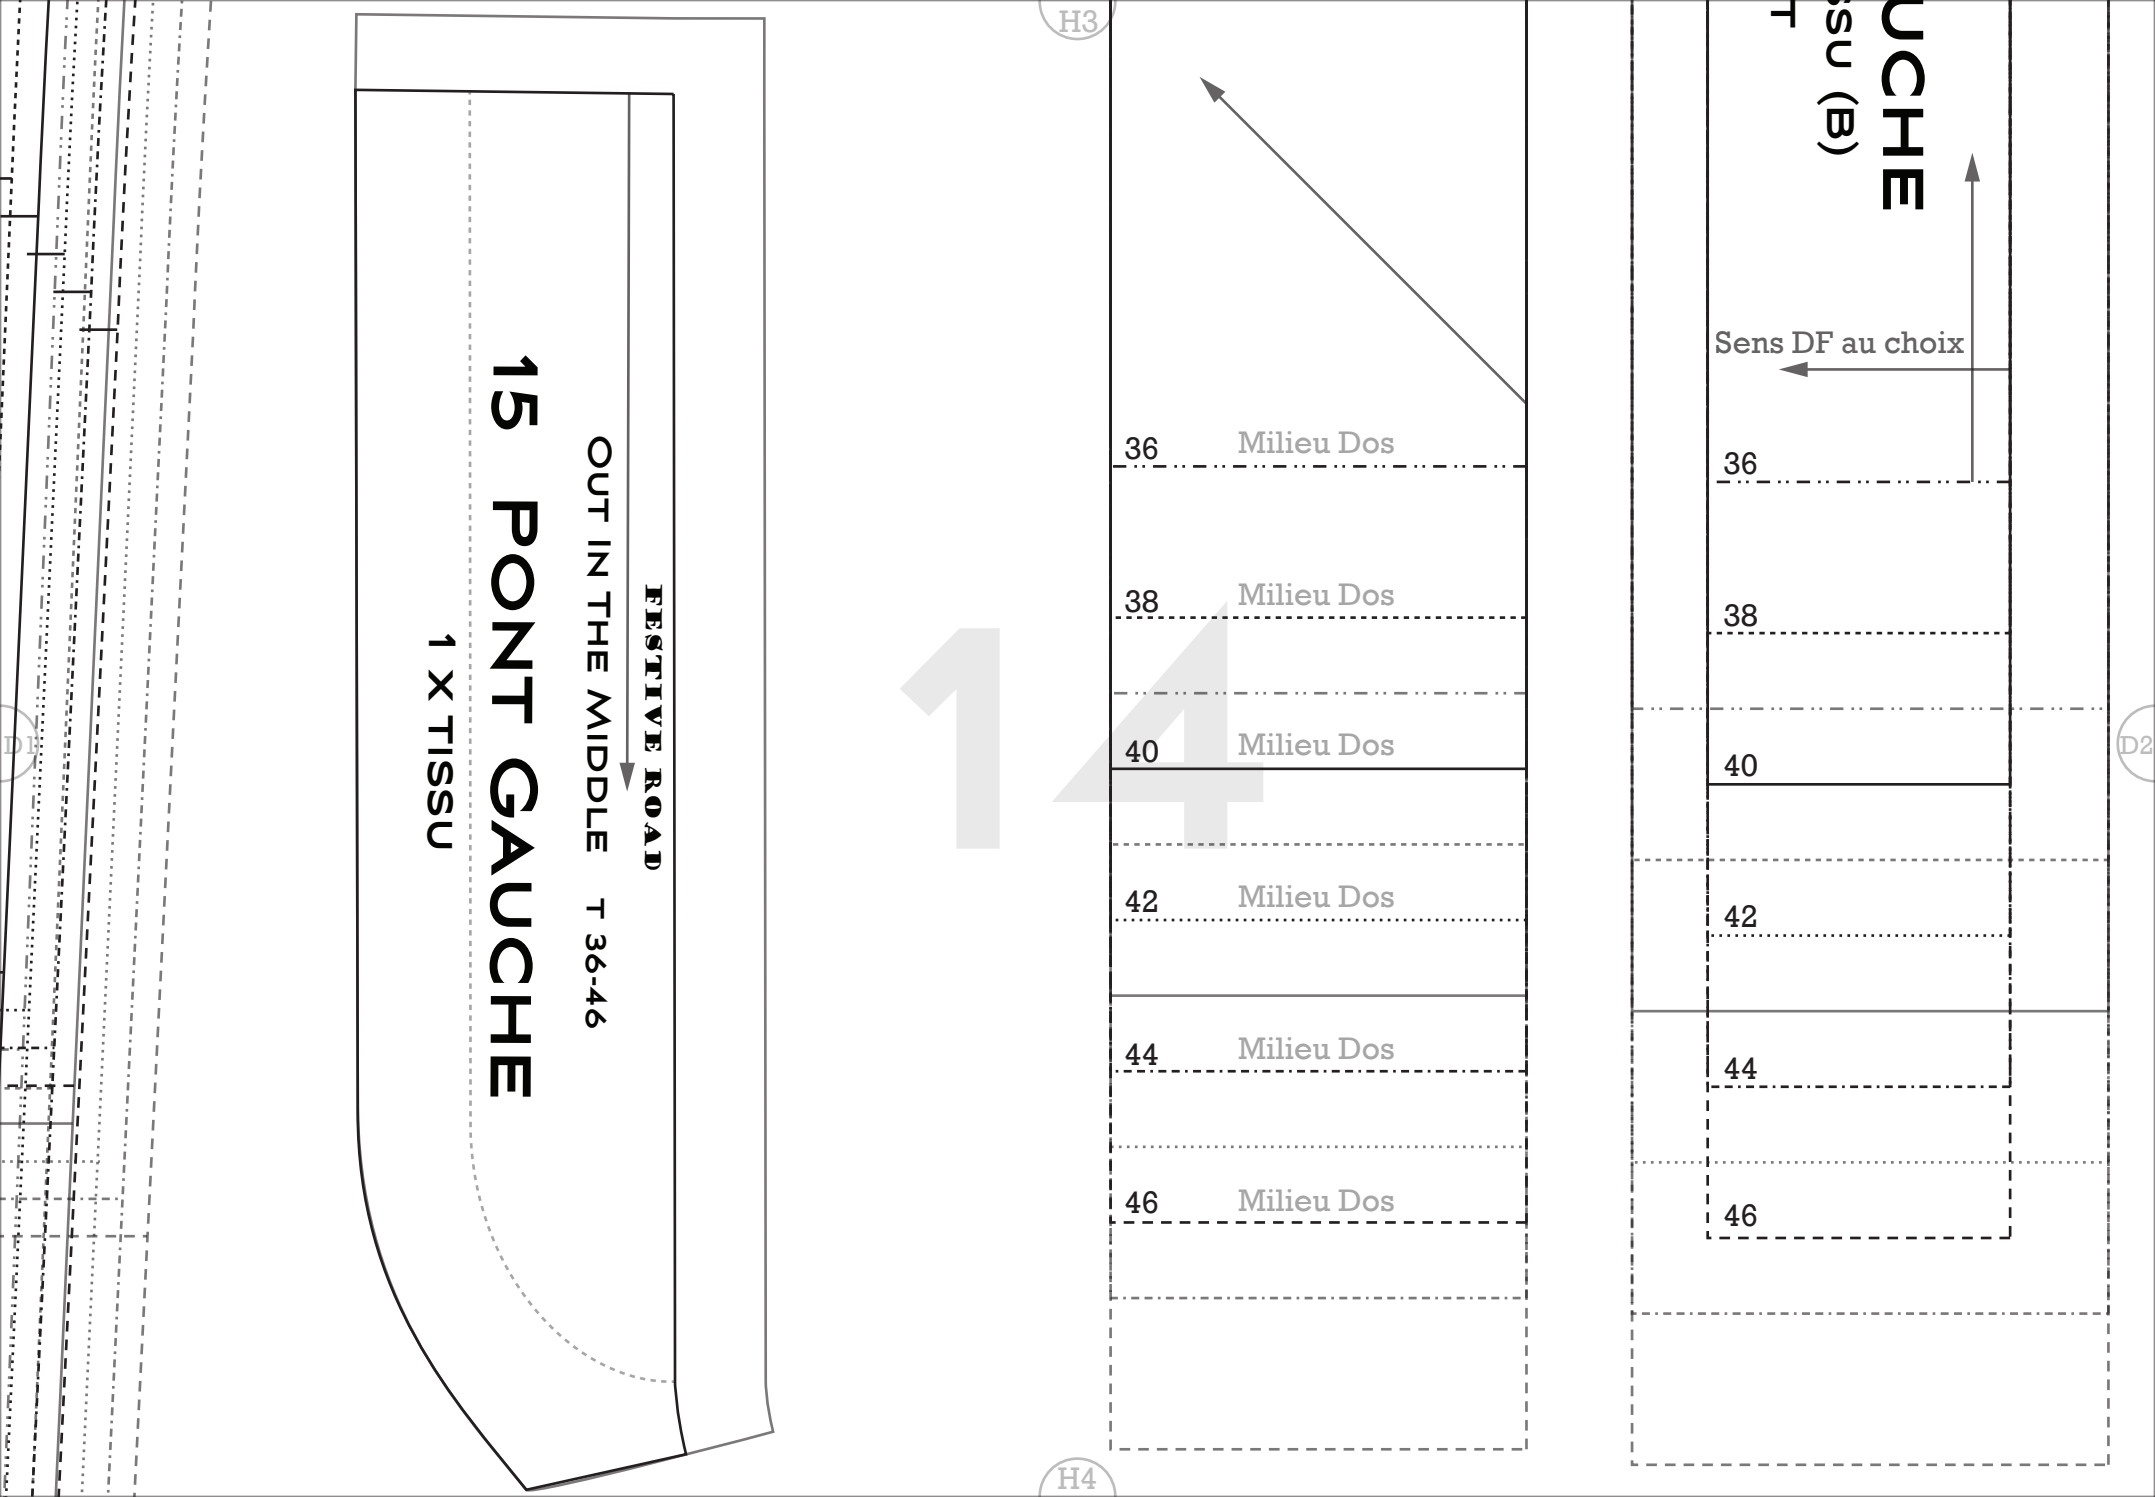 H3
UCHE
SSU (B)
T
Sens DF au choix
15 PONT GAUCHE
1 X TISSU
OUT IN THE MIDDLE T 36-46
FESTIVE ROAD
14
36 Milieu Dos
38 Milieu Dos
40 Milieu Dos
42 Milieu Dos
44 Milieu Dos
46 Milieu Dos
36
38
40
42
44
46
D1
D2
H4